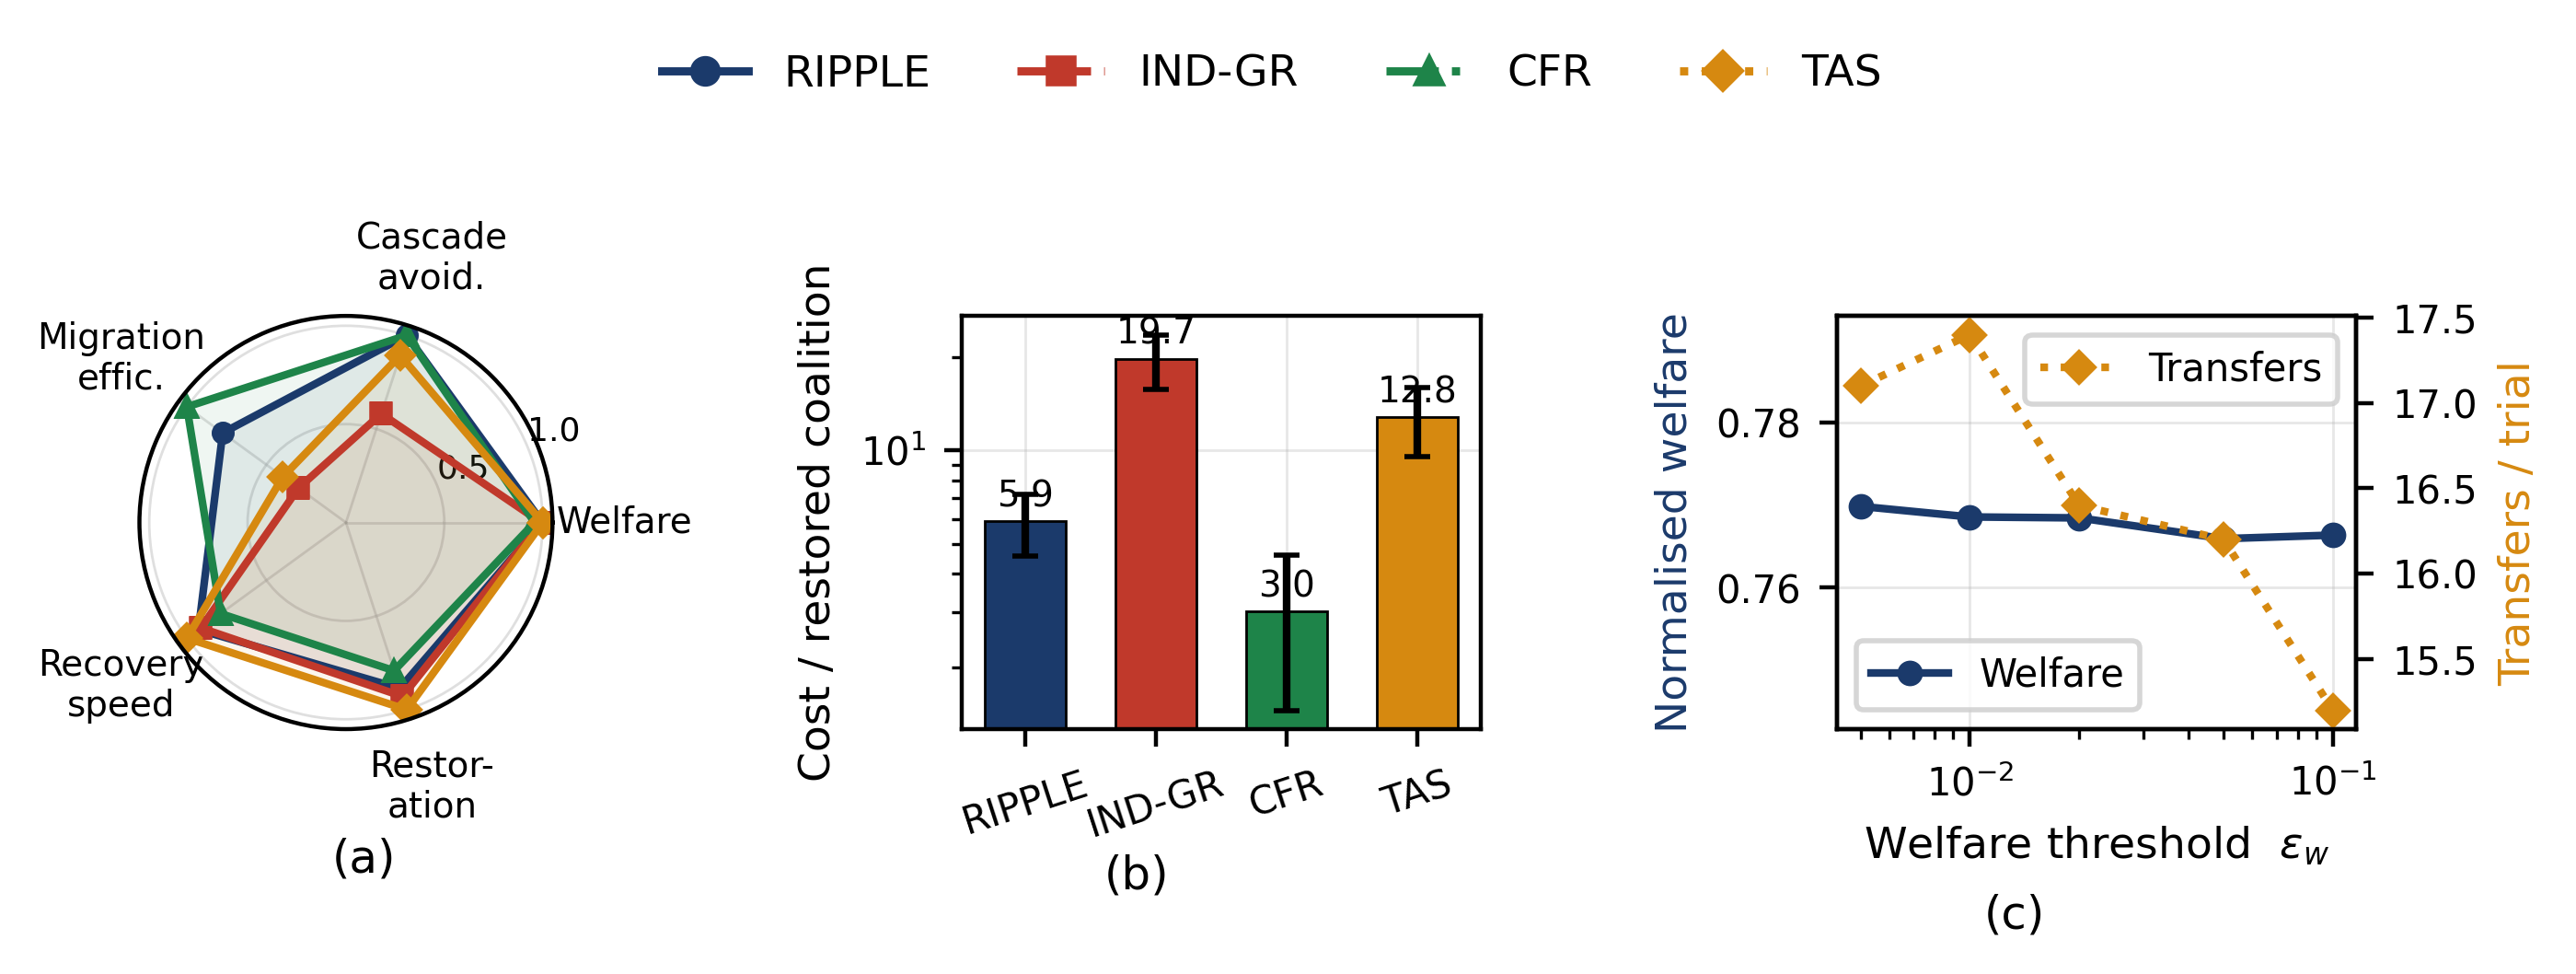 RIPPLE IND-GR CFR TAS
Cascade
avoid.
Migration
effic.
1.0
0.5
Welfare
Recovery
speed
Restor-
ation
(a)
Cost / restored coalition
10¹
5.9
19.7
3.0
12.8
RIPPLE IND-GR CFR TAS
(b)
Normalised welfare
0.78
0.76
Transfers
Welfare
17.5
17.0
16.5
16.0
15.5
Transfers / trial
10⁻² 10⁻¹
Welfare threshold ε_w
(c)